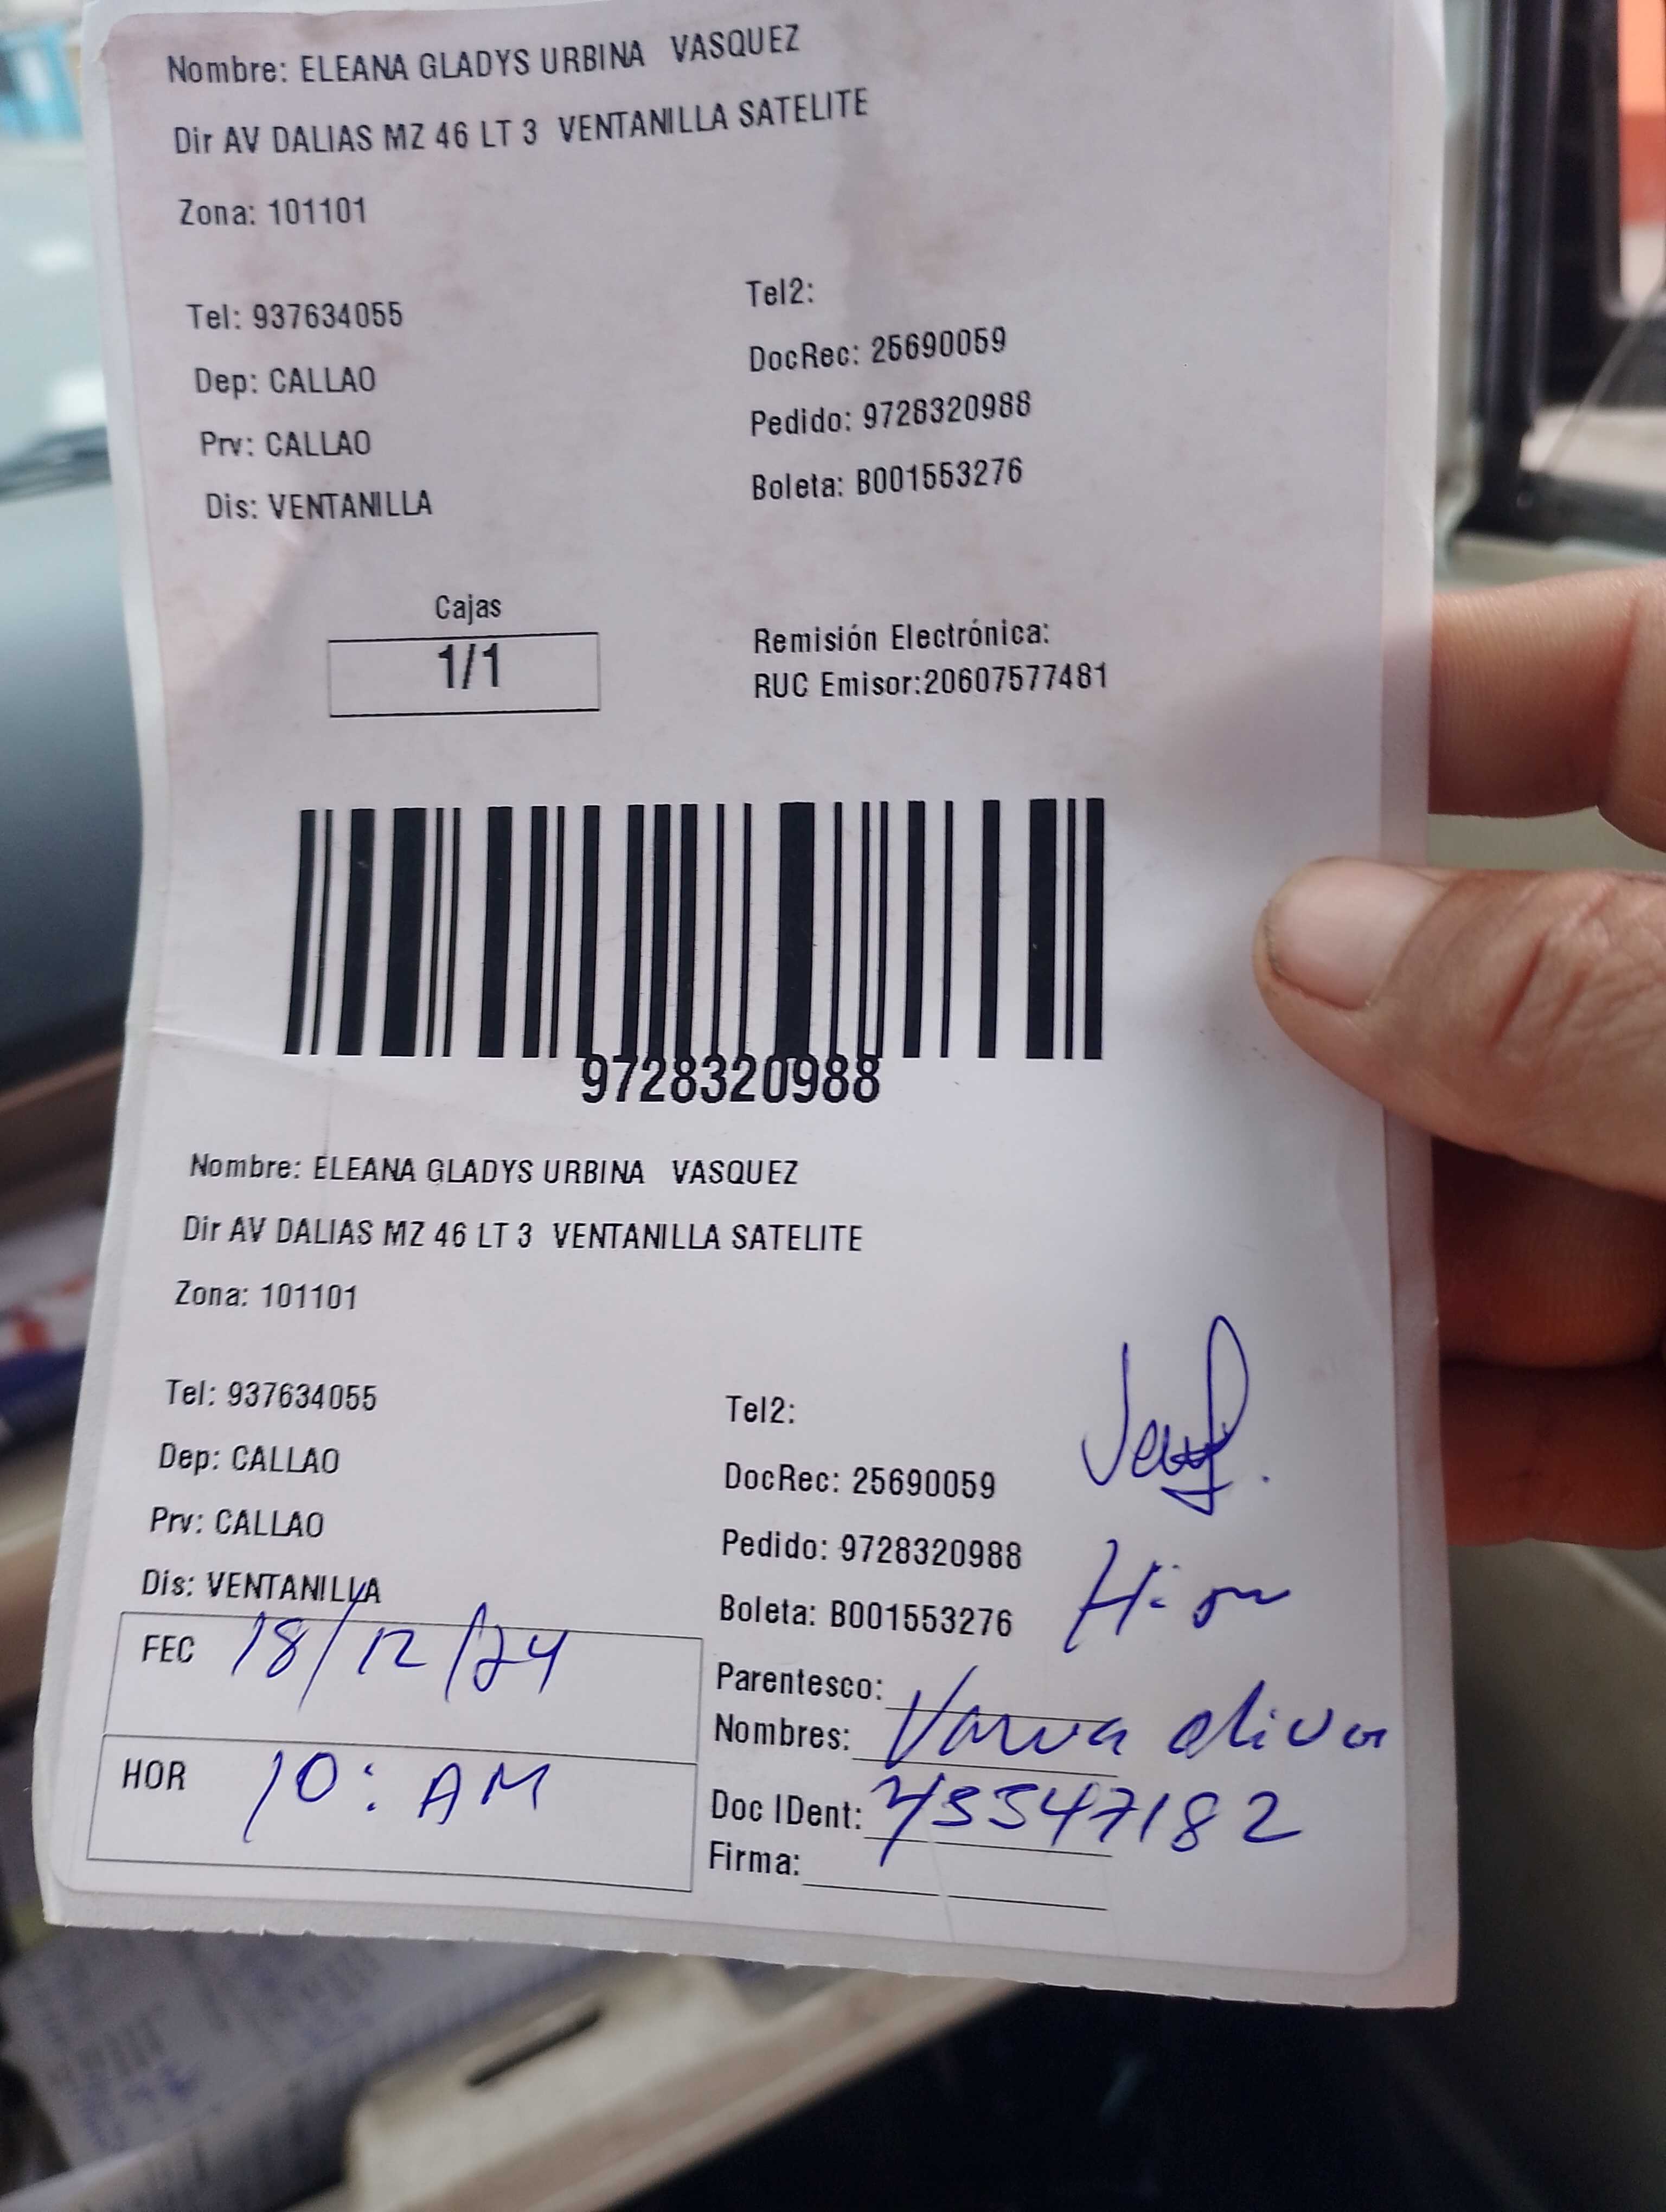 Nombre: ELEANA GLADYS URBINA VASQUEZ
Dir AV DALIAS MZ 46 LT 3 VENTANILLA SATELITE
Zona: 101101
Tel: 937634055
Tel2:
DocRec: 25690059
Dep: CALLAO
Pedido: 9728320988
Prv: CALLAO
Boleta: B001553276
Dis: VENTANILLA
Cajas
1/1
Remisión Electrónica:
RUC Emisor:20607577481
9728320988
Nombre: ELEANA GLADYS URBINA VASQUEZ
Dir AV DALIAS MZ 46 LT 3 VENTANILLA SATELITE
Zona: 101101
Tel: 937634055
Tel2:
Dep: CALLAO
DocRec: 25690059
Prv: CALLAO
Pedido: 9728320988
Dis: VENTANILLA
Boleta: B001553276
FEC 18/12/24
Parentesco:
Nombres:
HOR 10: AM
Doc IDent:
Firma: